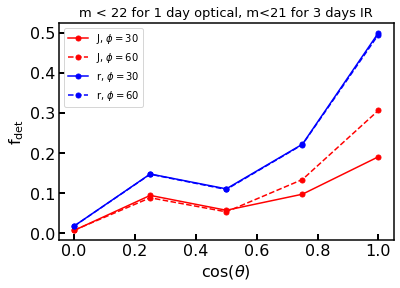 m < 22 for 1 day optical, m<21 for 3 days IR
J, ϕ = 30
J, ϕ = 60
r, ϕ = 30
r, ϕ = 60
0.5
0.4
0.3
0.2
0.1
0.0
f_det
0.0 0.2 0.4 0.6 0.8 1.0
cos(θ)